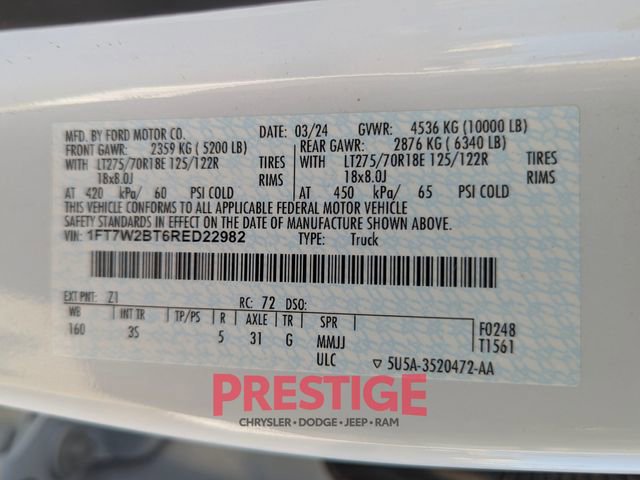 MFD. BY FORD MOTOR CO. DATE: 03/24 GVWR: 4536 KG (10000 LB)
FRONT GAWR: 2359 KG (5200 LB) REAR GAWR: 2876 KG (6340 LB)
WITH LT275/70R18E 125/122R TIRES WITH LT275/70R18E 125/122R TIRES
18x8.0J RIMS 18x8.0J RIMS
AT 420 kPa/ 60 PSI COLD AT 450 kPa/ 65 PSI COLD
THIS VEHICLE CONFORMS TO ALL APPLICABLE FEDERAL MOTOR VEHICLE
SAFETY STANDARDS IN EFFECT ON THE DATE OF MANUFACTURE SHOWN ABOVE.
VIN: 1FT7W2BT6RED22982 TYPE: Truck
EXT PNT: Z1 RC: 72 DSO:
WB INT TR TP/PS R AXLE TR SPR F0248
160 3S 5 31 G MMJJ T1561
ULC ▽ 5U5A-3520472-AA
PRESTIGE
CHRYSLER • DODGE • JEEP • RAM